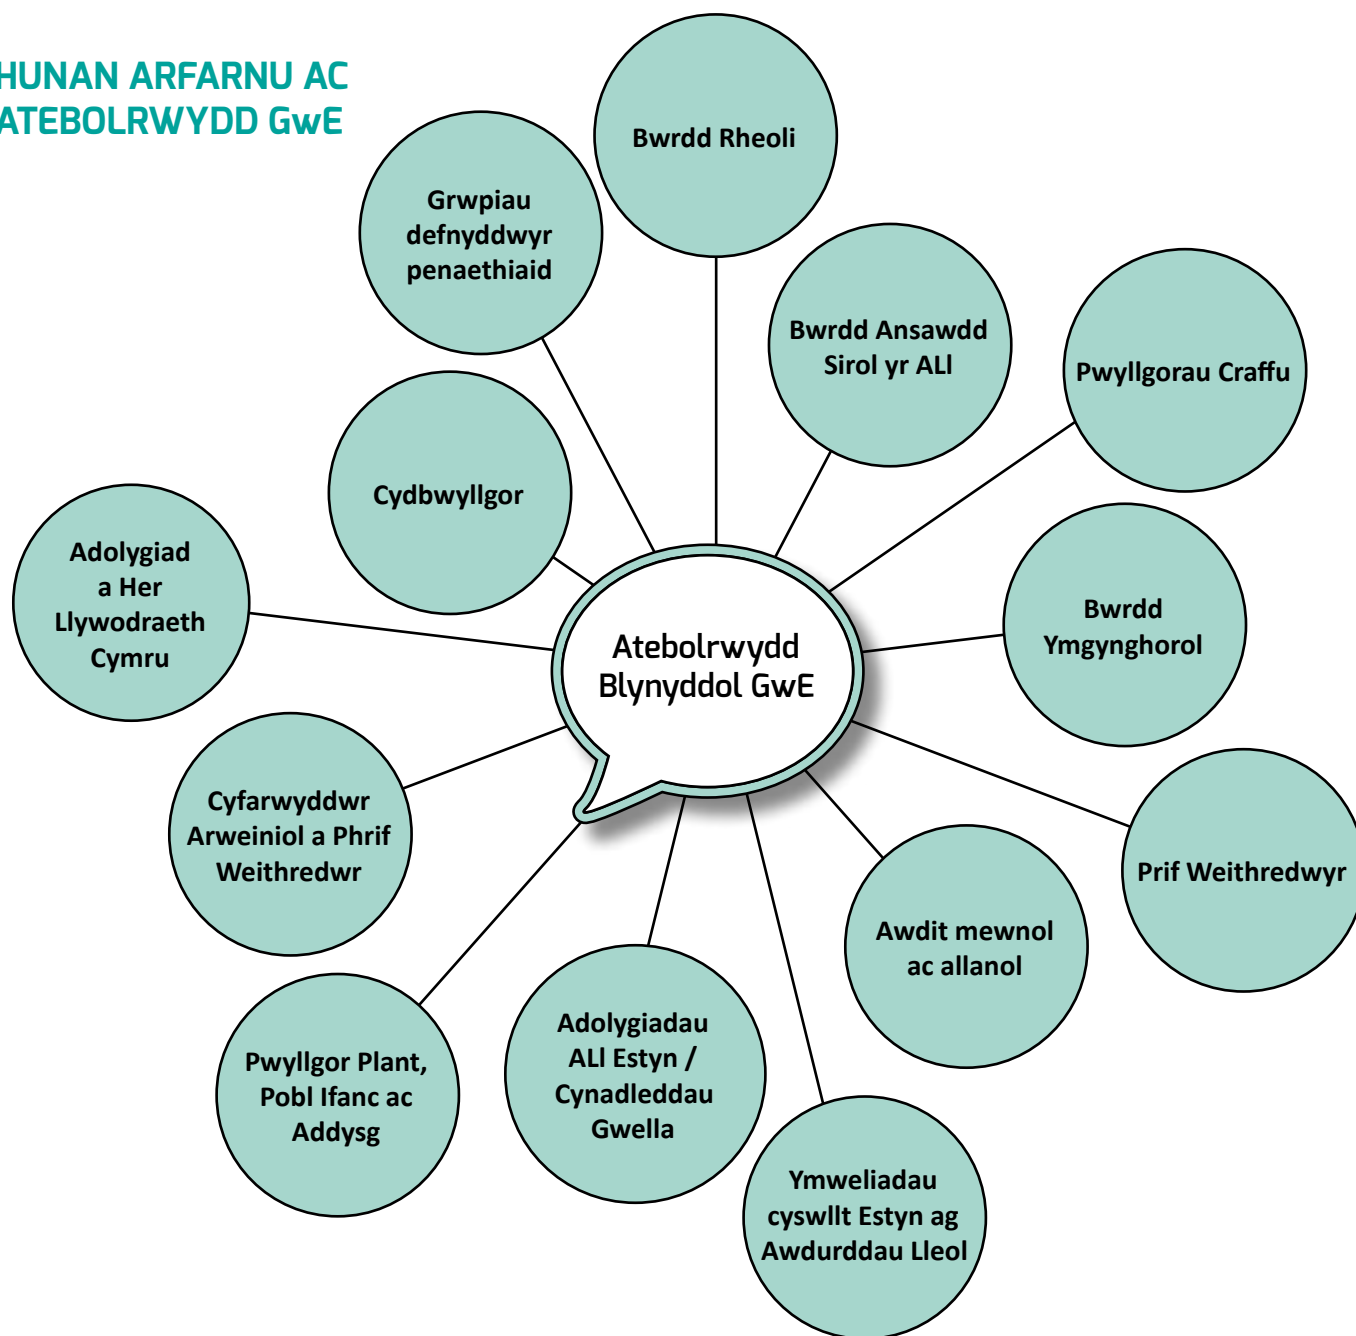 HUNAN ARFARNU AC
ATEBOLRWYDD GwE
Bwrdd Rheoli
Grwpiau
defnyddwyr
penaethiaid
Bwrdd Ansawdd
Sirol yr ALl
Pwyllgorau Craffu
Cydbwyllgor
Adolygiad
a Her
Llywodraeth
Cymru
Bwrdd
Ymgynghorol
Atebolrwydd
Blynyddol GwE
Cyfarwyddwr
Arweiniol a Phrif
Weithredwr
Prif Weithredwyr
Awdit mewnol
ac allanol
Pwyllgor Plant,
Pobl Ifanc ac
Addysg
Adolygiadau
ALl Estyn /
Cynadleddau
Gwella
Ymweliadau
cyswllt Estyn ag
Awdurddau Lleol